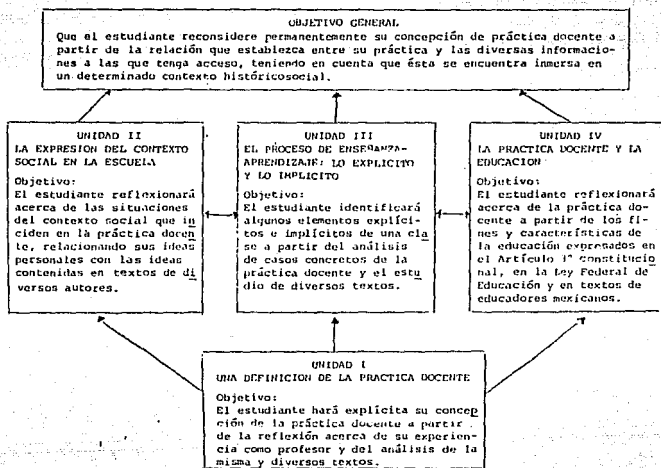 OBJETIVO GENERAL
Que el estudiante reconsidere permanentemente su concepción de práctica docente a
partir de la relación que establezca entre su práctica y las diversas informacio-
nes a las que tenga acceso, teniendo en cuenta que ésta se encuentra inmersa en
un determinado contexto históricosocial.
UNIDAD II
LA EXPRESION DEL CONTEXTO
SOCIAL EN LA ESCUELA
Objetivo:
El estudiante reflexionará
acerca de las situaciones
del contexto social que in
ciden en la práctica docen
te, relacionando sus ideas
personales con las ideas
contenidas en textos de di
versos autores.
UNIDAD III
EL PROCESO DE ENSEÑANZA-
APRENDIZAJE: LO EXPLICITO
Y LO IMPLICITO
Objetivo:
El estudiante identificará
algunos elementos explíci-
tos e implícitos de una cla
se a partir del análisis
de casos concretos de la
práctica docente y el estu
dio de diversos textos.
UNIDAD IV
LA PRACTICA DOCENTE Y LA
EDUCACION
Objetivo:
El estudiante reflexionará
acerca de la práctica do-
cente a partir de los fi-
nes y características de
la educación expresados en
el Artículo 3° constitucio
nal, en la Ley Federal de
Educación y en textos de
educadores mexicanos.
UNIDAD I
UNA DEFINICION DE LA PRACTICA DOCENTE
Objetivo:
El estudiante hará explícita su concep
ción de la práctica docente a partir
de la reflexión acerca de su experien-
cia como profesor y del análisis de la
misma y diversos textos.